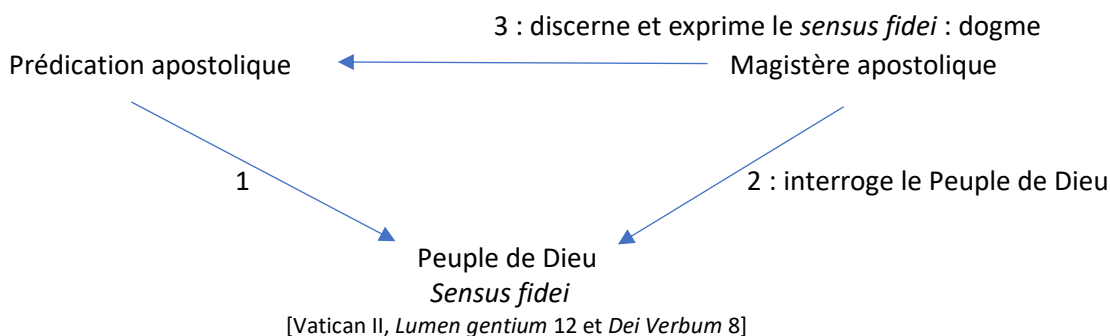 3 : discerne et exprime le sensus fidei : dogme
Prédication apostolique
Magistère apostolique
1
2 : interroge le Peuple de Dieu
Peuple de Dieu
Sensus fidei
[Vatican II, Lumen gentium 12 et Dei Verbum 8]